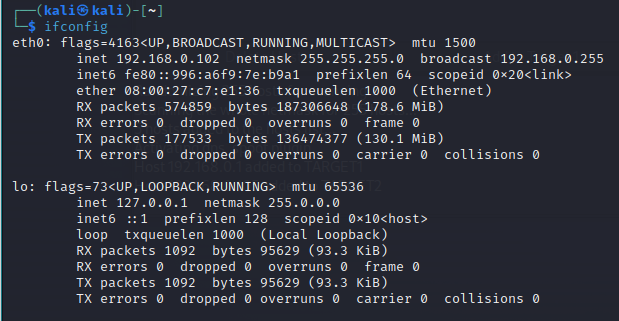 ┌──(kali㉿kali)-[~]
└─$ ifconfig
eth0: flags=4163<UP,BROADCAST,RUNNING,MULTICAST>  mtu 1500
        inet 192.168.0.102  netmask 255.255.255.0  broadcast 192.168.0.255
        inet6 fe80::996:a6f9:7e:b9a1  prefixlen 64  scopeid 0×20<link>
        ether 08:00:27:c7:e1:36  txqueuelen 1000  (Ethernet)
        RX packets 574859  bytes 187306648 (178.6 MiB)
        RX errors 0  dropped 0  overruns 0  frame 0
        TX packets 177533  bytes 136474377 (130.1 MiB)
        TX errors 0  dropped 0 overruns 0  carrier 0  collisions 0

lo: flags=73<UP,LOOPBACK,RUNNING>  mtu 65536
        inet 127.0.0.1  netmask 255.0.0.0
        inet6 ::1  prefixlen 128  scopeid 0×10<host>
        loop  txqueuelen 1000  (Local Loopback)
        RX packets 1092  bytes 95629 (93.3 KiB)
        RX errors 0  dropped 0  overruns 0  frame 0
        TX packets 1092  bytes 95629 (93.3 KiB)
        TX errors 0  dropped 0 overruns 0  carrier 0  collisions 0